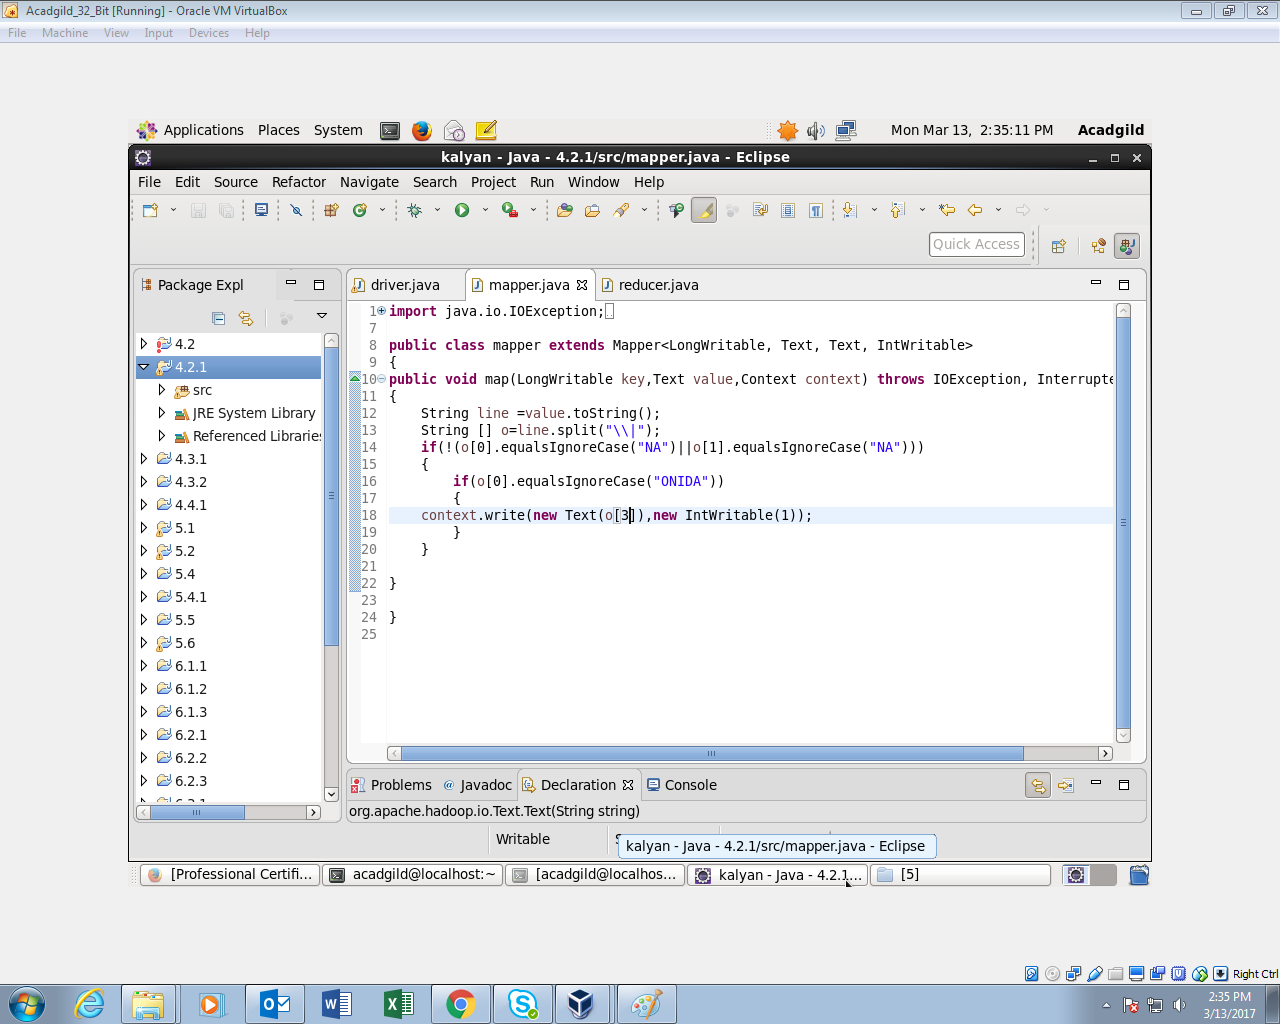 Acadgild_32_Bit [Running] - Oracle VM VirtualBox
File Machine View Input Devices Help
Applications Places System Mon Mar 13, 2:35:11 PM Acadgild
kalyan - Java - 4.2.1/src/mapper.java - Eclipse
File Edit Source Refactor Navigate Search Project Run Window Help
Quick Access
Package Expl
4.2
4.2.1
src
JRE System Library
Referenced Libraries
4.3.1
4.3.2
4.4.1
5.1
5.2
5.4
5.4.1
5.5
5.6
6.1.1
6.1.2
6.1.3
6.2.1
6.2.2
6.2.3
driver.java mapper.java reducer.java
1 import java.io.IOException;
7
8 public class mapper extends Mapper<LongWritable, Text, Text, IntWritable>
9 {
10 public void map(LongWritable key,Text value,Context context) throws IOException, Interrupte
11 {
12 String line =value.toString();
13 String [] o=line.split("\\|");
14 if(!(o[0].equalsIgnoreCase("NA")||o[1].equalsIgnoreCase("NA")))
15 {
16 if(o[0].equalsIgnoreCase("ONIDA"))
17 {
18 context.write(new Text(o[3]),new IntWritable(1));
19 }
20 }
21
22 }
23
24 }
25
Problems @ Javadoc Declaration Console
org.apache.hadoop.io.Text.Text(String string)
Writable
kalyan - Java - 4.2.1/src/mapper.java - Eclipse
[Professional Certifi... acadgild@localhost:~ [acadgild@localhos... kalyan - Java - 4.2.1... [5]
Right Ctrl
2:35 PM
3/13/2017